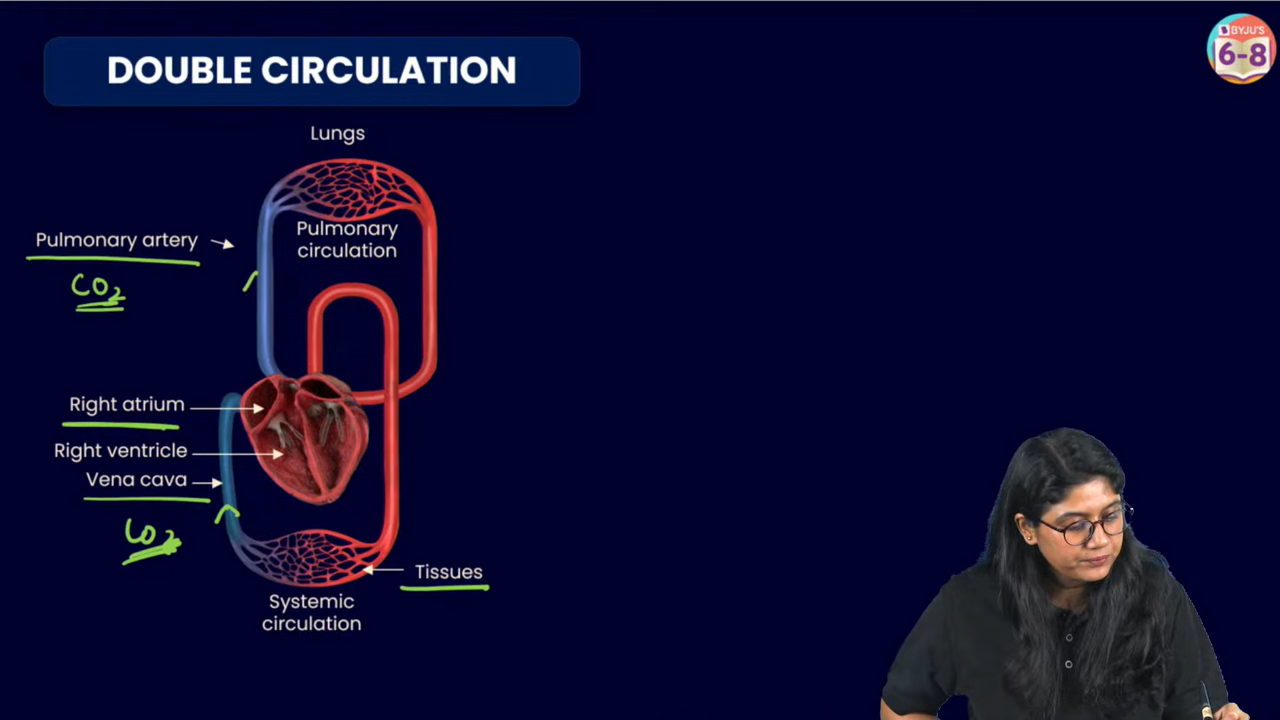 DOUBLE CIRCULATION
BYJU'S
6-8
Lungs
Pulmonary artery
Pulmonary
circulation
CO2
Right atrium
Right ventricle
Vena cava
CO2
Tissues
Systemic
circulation